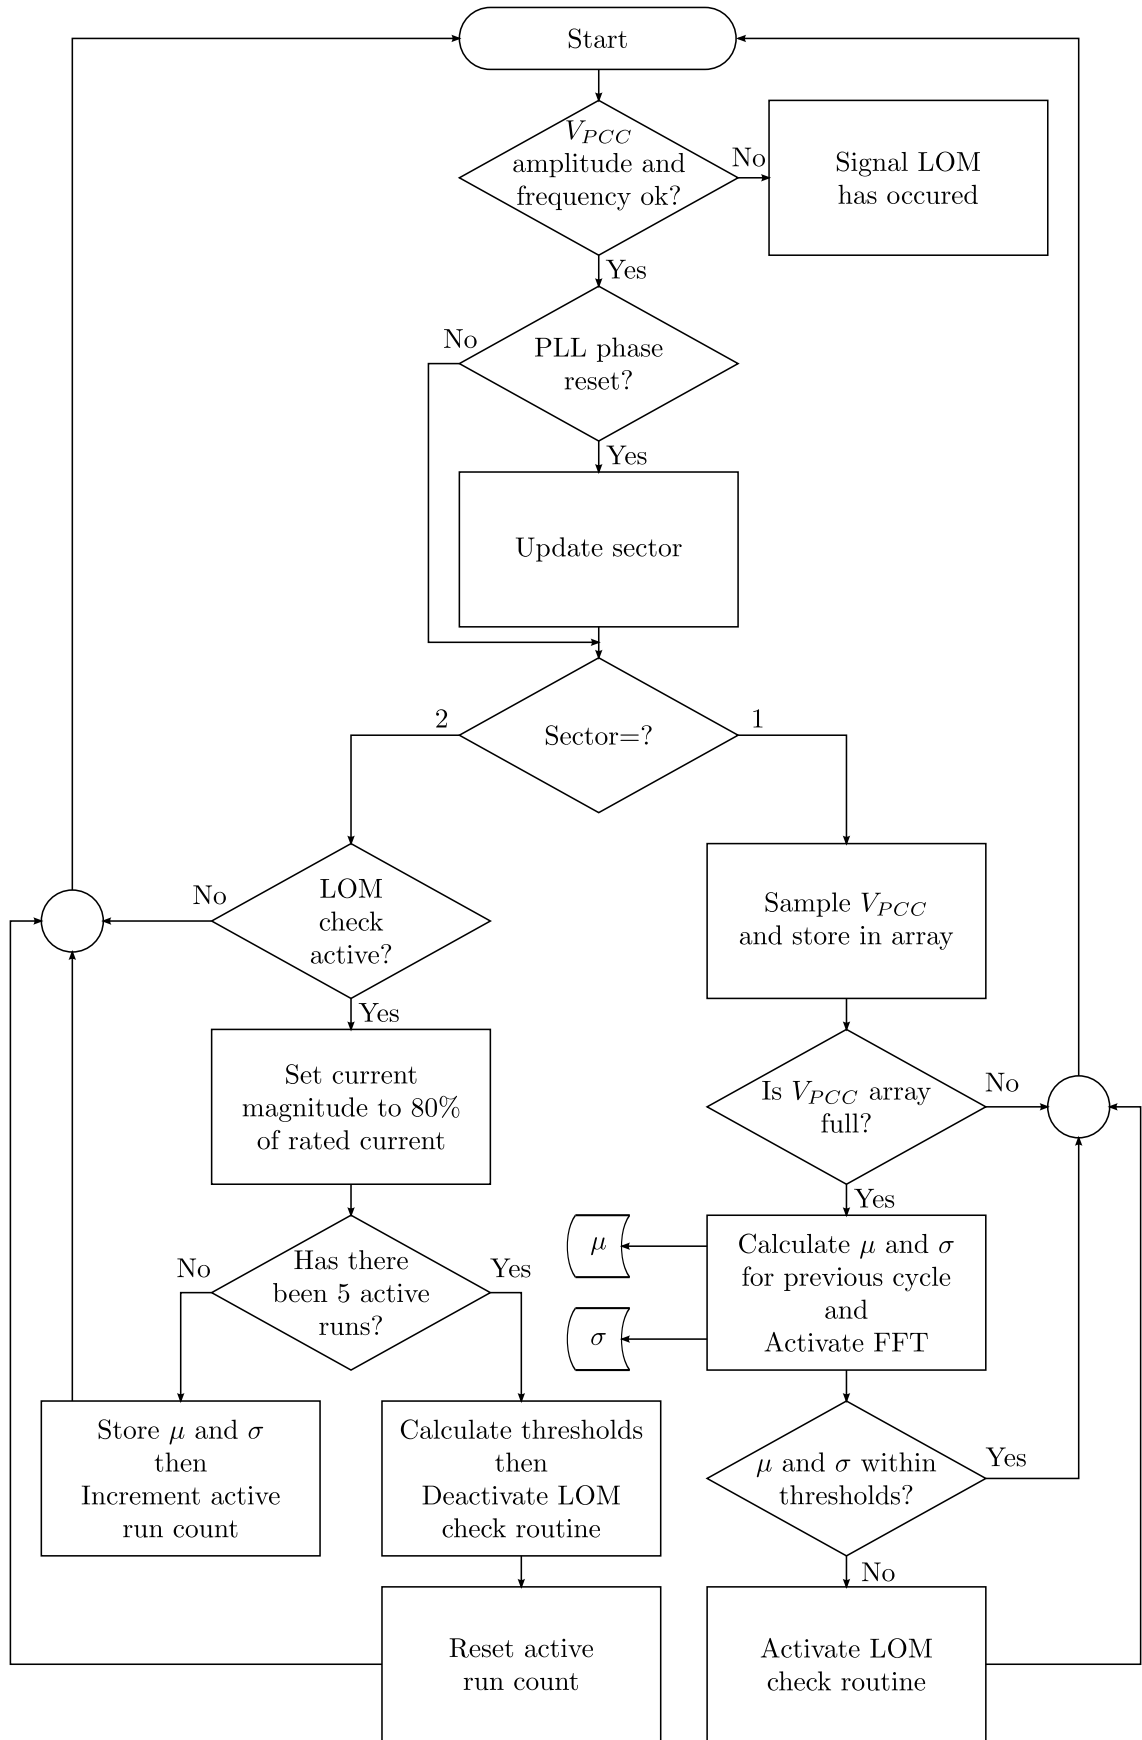 Start
V_PCC
amplitude and
frequency ok?
No
Signal LOM
has occured
Yes
No
PLL phase
reset?
Yes
Update sector
2
Sector=?
1
No
LOM
check
active?
Sample V_PCC
and store in array
Yes
Set current
magnitude to 80%
of rated current
Is V_PCC array
full?
No
Yes
No
Has there
been 5 active
runs?
Yes
μ
σ
Calculate μ and σ
for previous cycle
and
Activate FFT
Store μ and σ
then
Increment active
run count
Calculate thresholds
then
Deactivate LOM
check routine
μ and σ within
thresholds?
Yes
No
Reset active
run count
Activate LOM
check routine